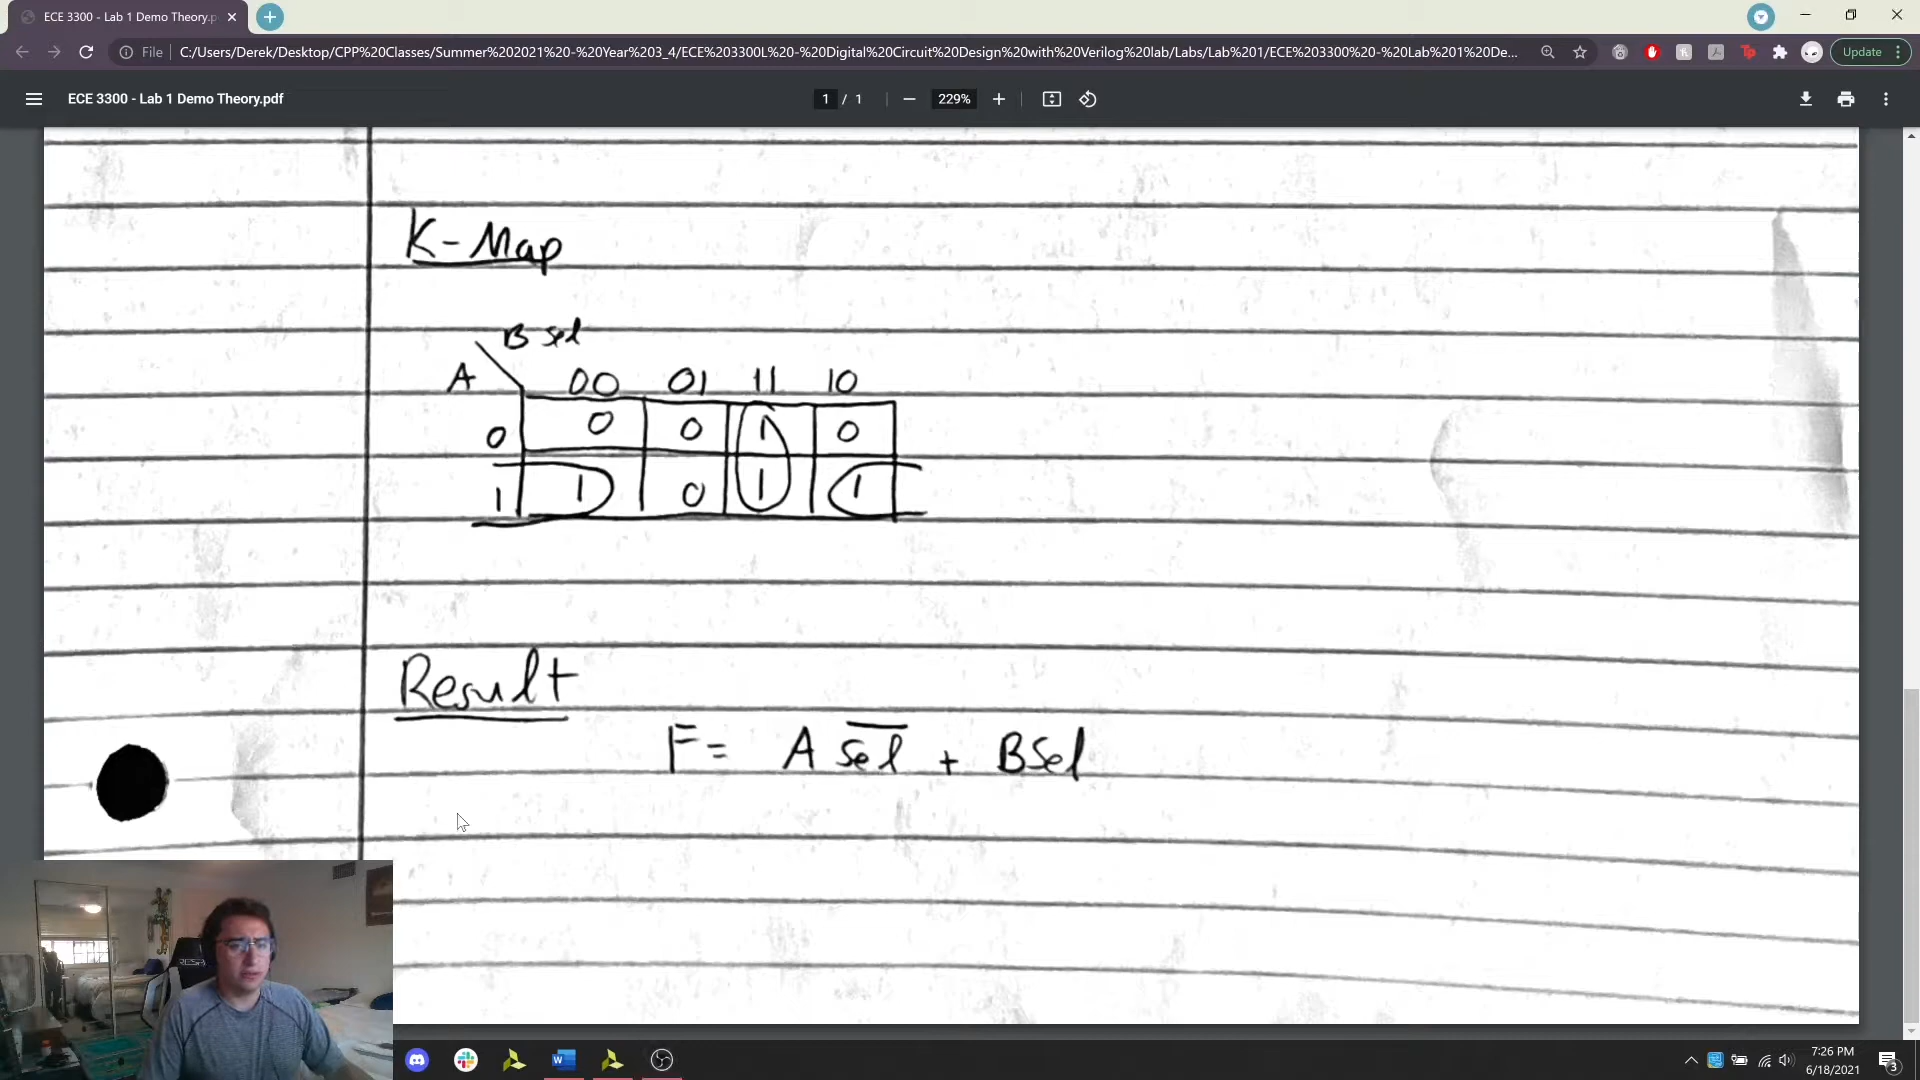 ECE 3300 - Lab 1 Demo Theory.p
File C:/Users/Derek/Desktop/CPP%20Classes/Summer%202021%20-%20Year%203_4/ECE%203300L%20-%20Digital%20Circuit%20Design%20with%20Verilog%20lab/Labs/Lab%201/ECE%203300%20-%20Lab%201%20De... Update
ECE 3300 - Lab 1 Demo Theory.pdf 1 / 1 229%
K-Map
B sel
A 00 01 11 10
0 0 0 1 0
1 1 0 1 1
Result
F = A s̅e̅l̅ + BSel
7:26 PM
6/18/2021
3